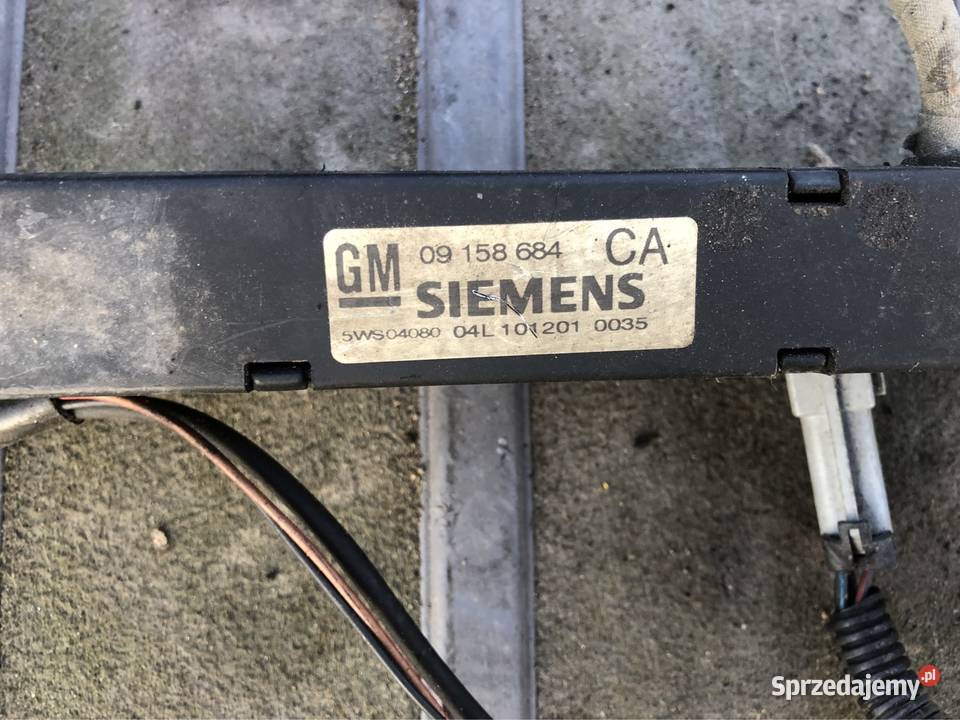 GM 09 158 684 CA
SIEMENS
5WS04080 04L 101201 0035
Sprzedajemy.pl